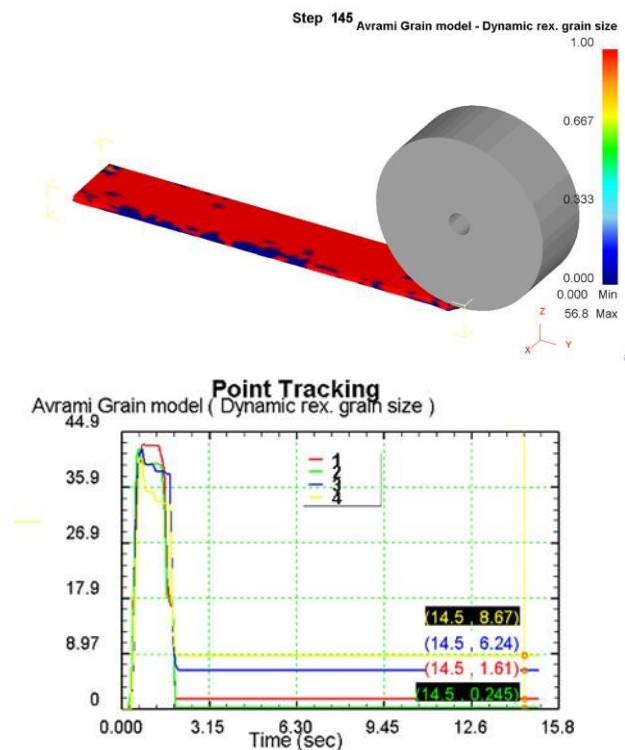 Step 145 Avrami Grain model - Dynamic rex. grain size
1.00
0.667
0.333
0.000
0.000 Min
56.8 Max
Z
X Y
Point Tracking
Avrami Grain model ( Dynamic rex. grain size )
44.9
35.9
26.9
17.9
8.97
0
1
2
3
4
(14.5 , 8.67)
(14.5 , 6.24)
(14.5 , 1.61)
(14.5 , 0.245)
0.000 3.15 6.30 9.45 12.6 15.8
Time (sec)